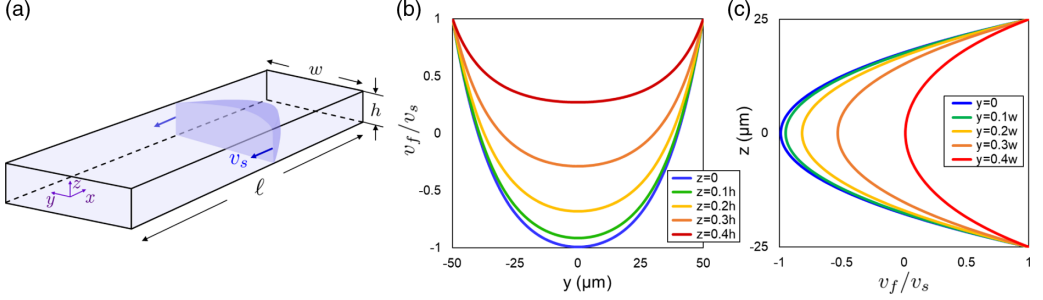 (a)
w
h
v_s
ℓ
z
y
x
(b)
v_f/v_s
1
0.5
0
-0.5
-1
-50
-25
0
25
50
y (μm)
z=0
z=0.1h
z=0.2h
z=0.3h
z=0.4h
(c)
z (μm)
25
0
-25
-1
-0.5
0
0.5
1
v_f/v_s
y=0
y=0.1w
y=0.2w
y=0.3w
y=0.4w